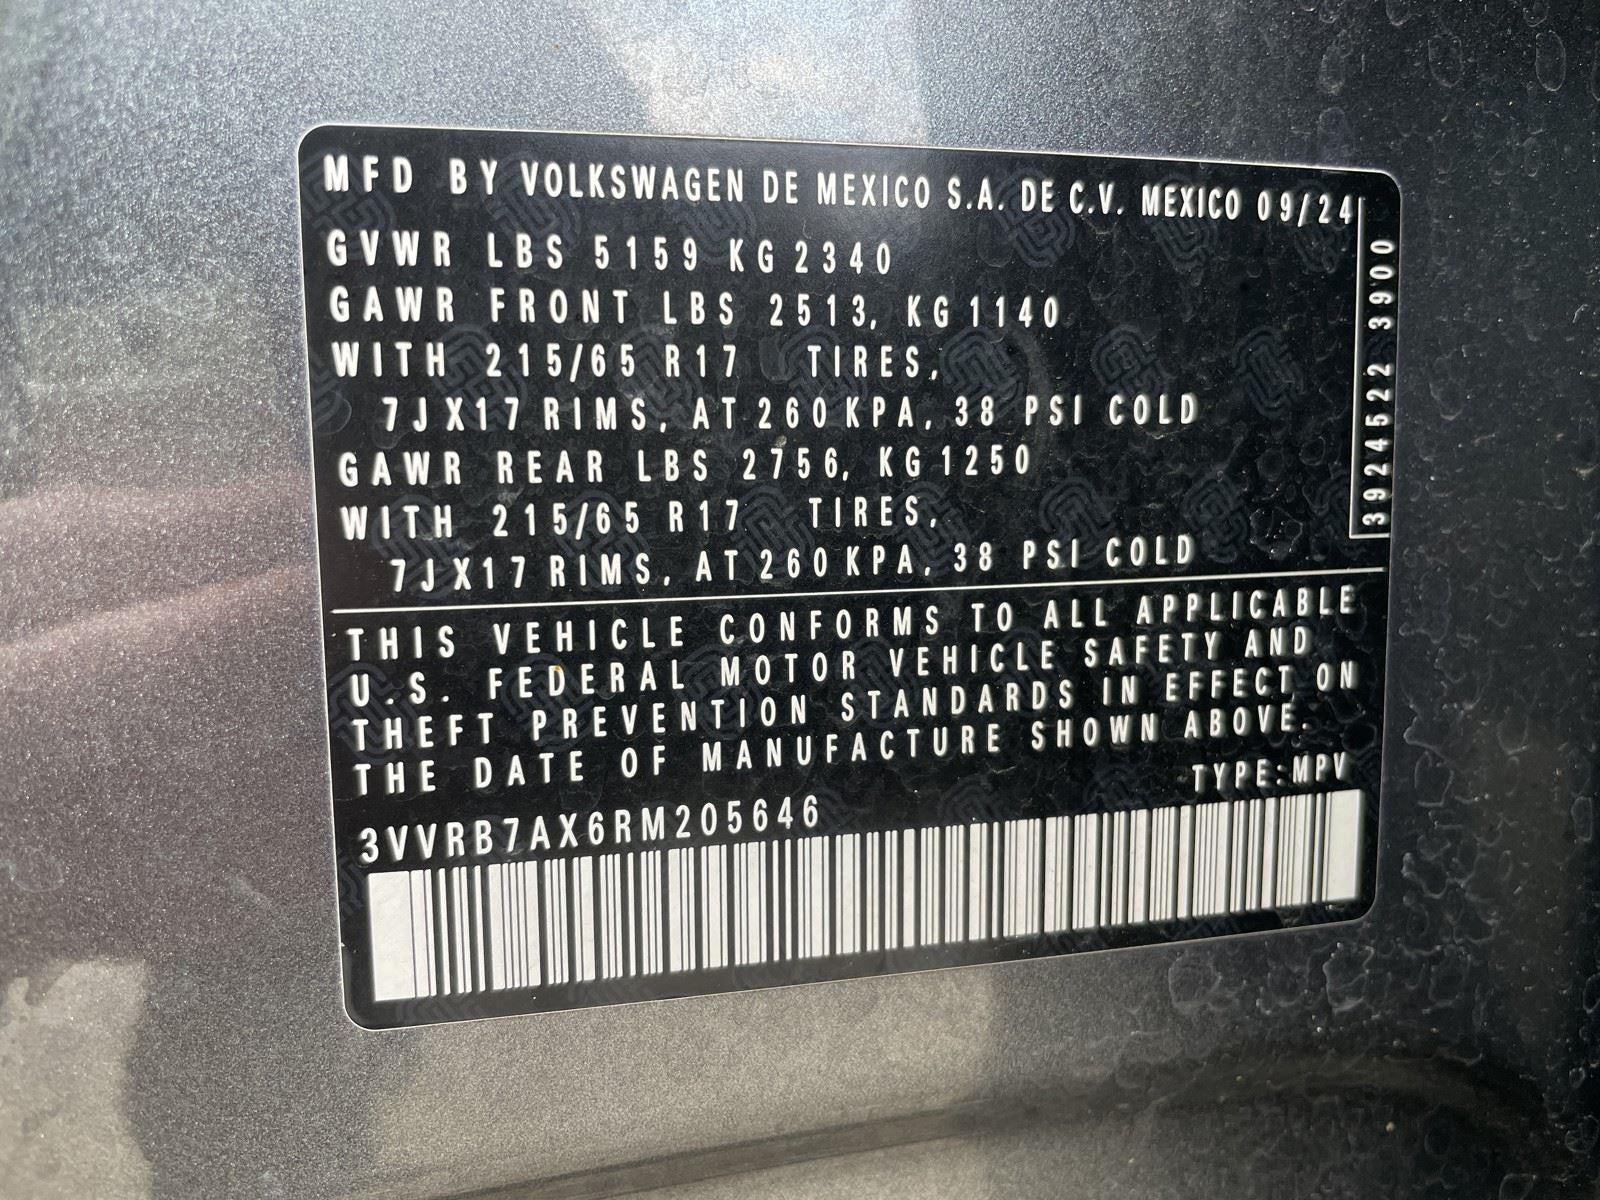 MFD BY VOLKSWAGEN DE MEXICO S.A. DE C.V. MEXICO 09/24
GVWR LBS 5159 KG 2340
GAWR FRONT LBS 2513, KG 1140
WITH 215/65 R17 TIRES,
7JX17 RIMS, AT 260 KPA, 38 PSI COLD
GAWR REAR LBS 2756, KG 1250
WITH 215/65 R17 TIRES,
7JX17 RIMS, AT 260 KPA, 38 PSI COLD
3924522 3900
THIS VEHICLE CONFORMS TO ALL APPLICABLE
U.S. FEDERAL MOTOR VEHICLE SAFETY AND
THEFT PREVENTION STANDARDS IN EFFECT ON
THE DATE OF MANUFACTURE SHOWN ABOVE.
TYPE:MPV
3VVRB7AX6RM205646